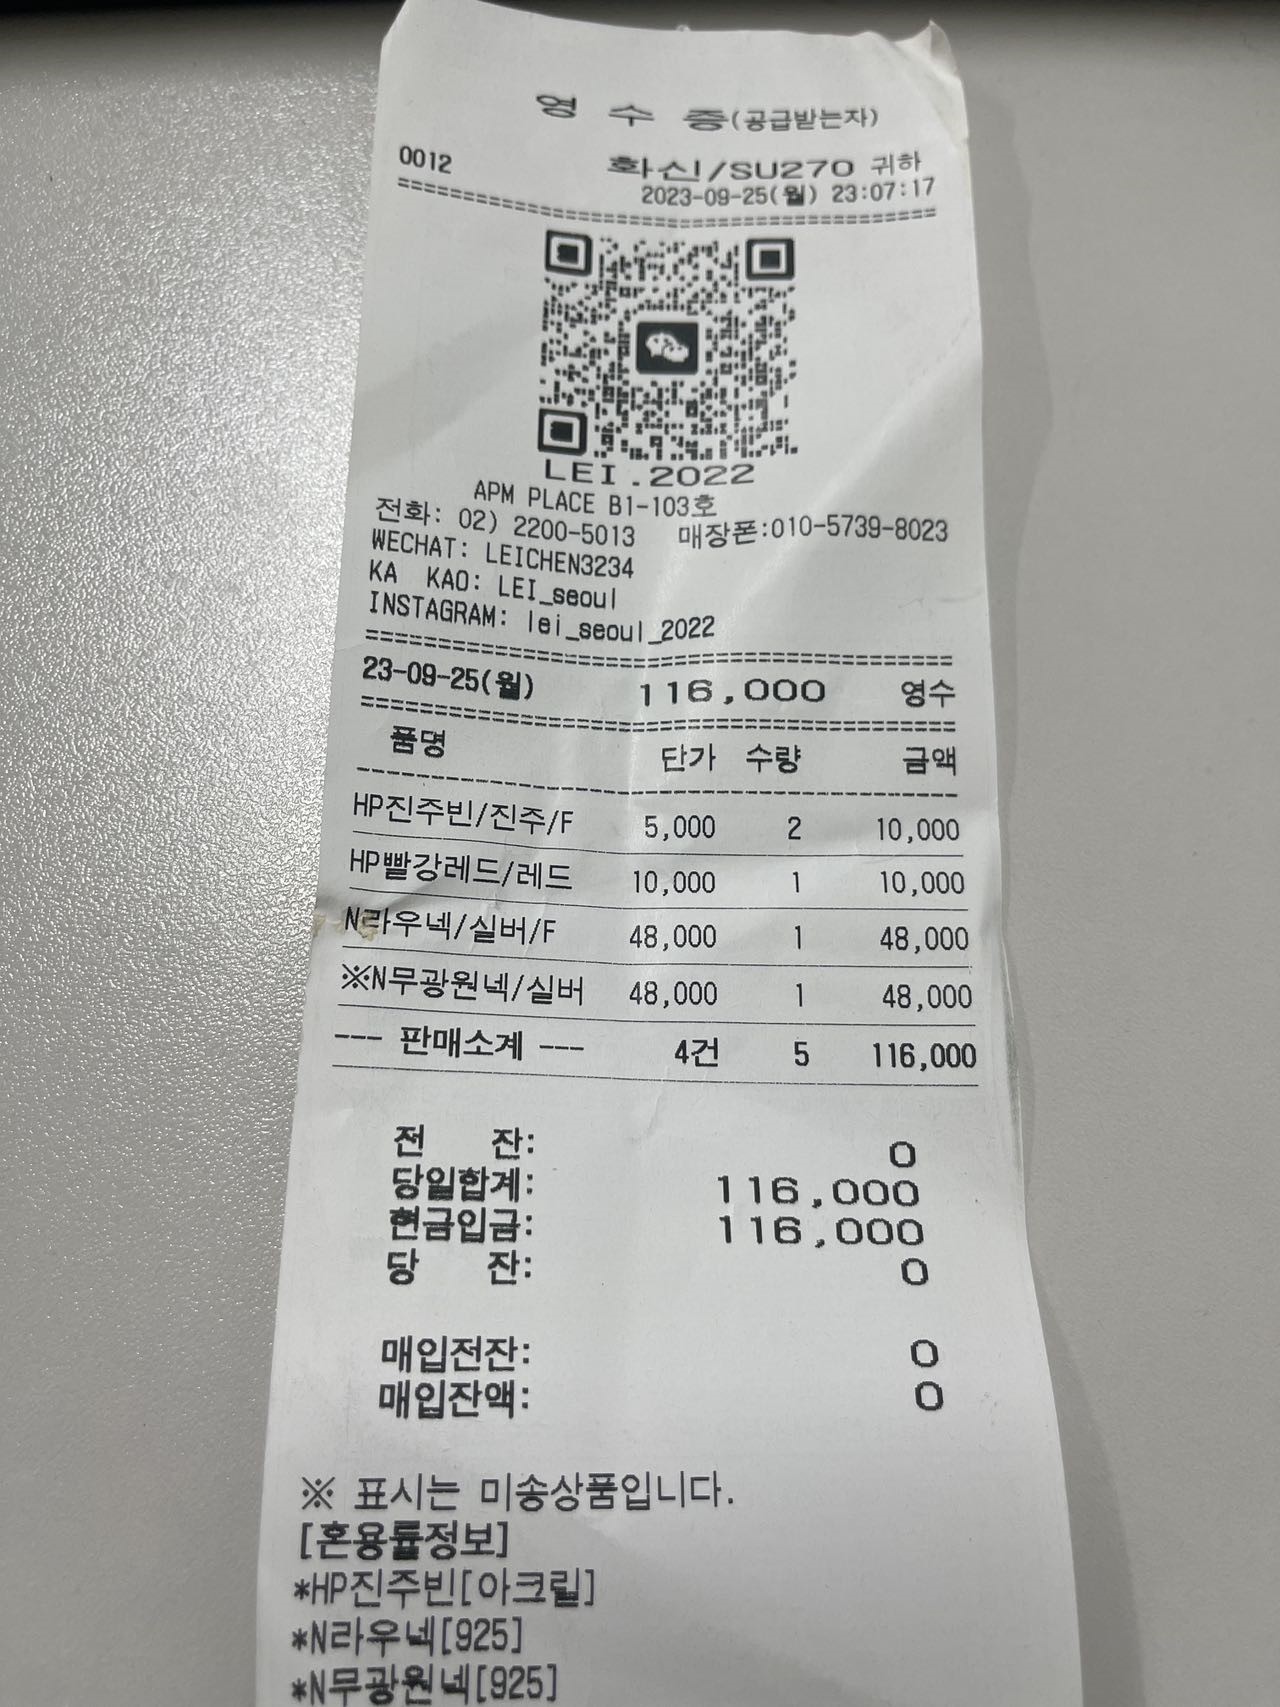 영 수 증(공급받는자)
0012 화신/SU270 귀하
2023-09-25(월) 23:07:17
================================================
LEI.2022
APM PLACE B1-103호
전화: 02) 2200-5013 매장폰:010-5739-8023
WECHAT: LEICHEN3234
KA KAO: LEI_seoul
INSTAGRAM: lei_seoul_2022
================================================
23-09-25(월) 116,000 영수
================================================
품명 단가 수량 금액
------------------------------------------------
HP진주빈/진주/F 5,000 2 10,000
HP빨강레드/레드 10,000 1 10,000
N라우넥/실버/F 48,000 1 48,000
※N무광원넥/실버 48,000 1 48,000
--- 판매소계 --- 4건 5 116,000
전 잔: 0
당일합계: 116,000
현금입금: 116,000
당 잔: 0
매입전잔: 0
매입잔액: 0
※ 표시는 미송상품입니다.
[혼용률정보]
*HP진주빈[아크릴]
*N라우넥[925]
*N무광원넥[925]